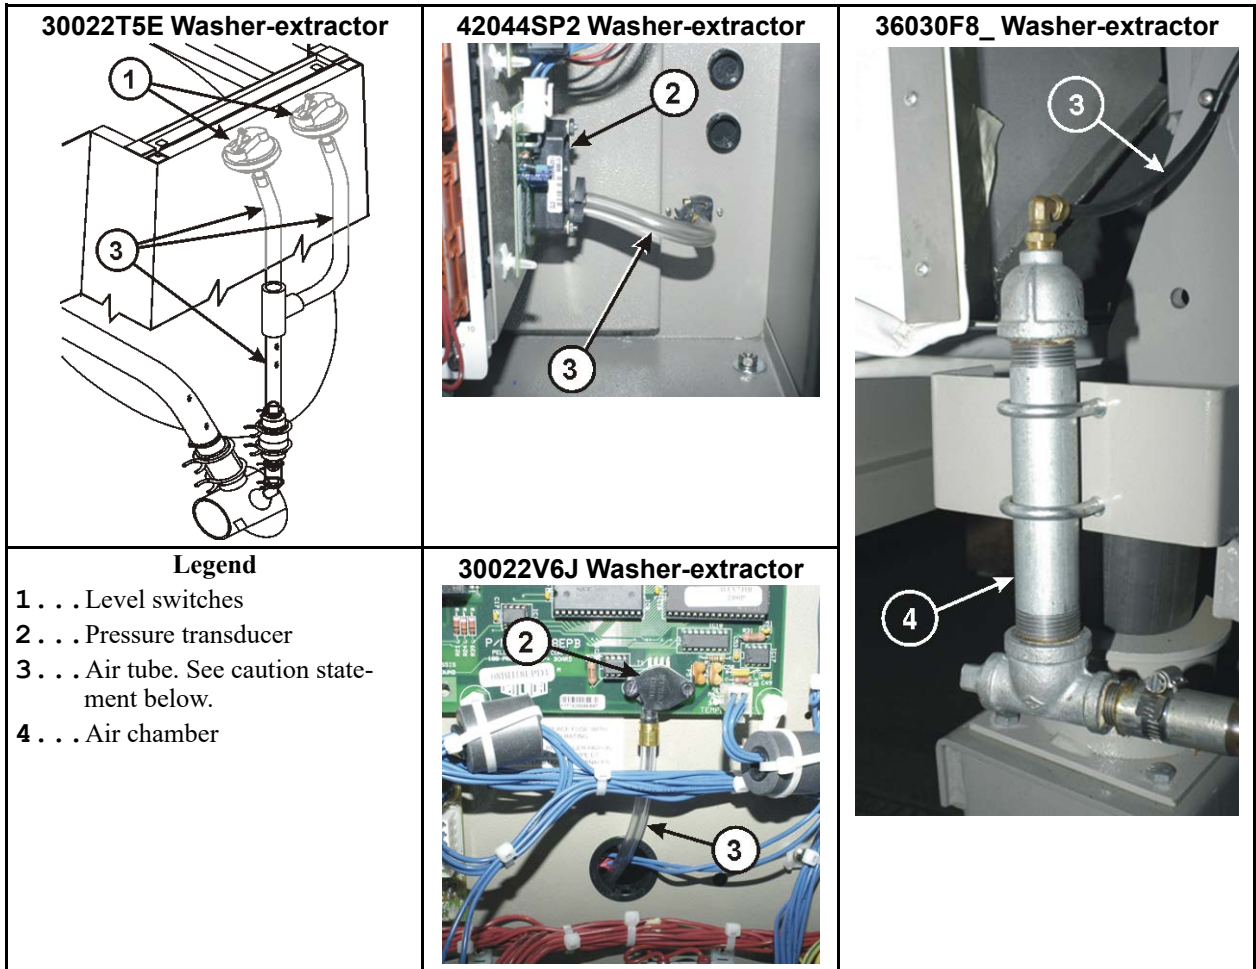 30022T5E Washer-extractor
1
3
42044SP2 Washer-extractor
2
3
36030F8_ Washer-extractor
3
4
Legend
1...Level switches
2...Pressure transducer
3...Air tube. See caution state-
ment below.
4...Air chamber
30022V6J Washer-extractor
2
3